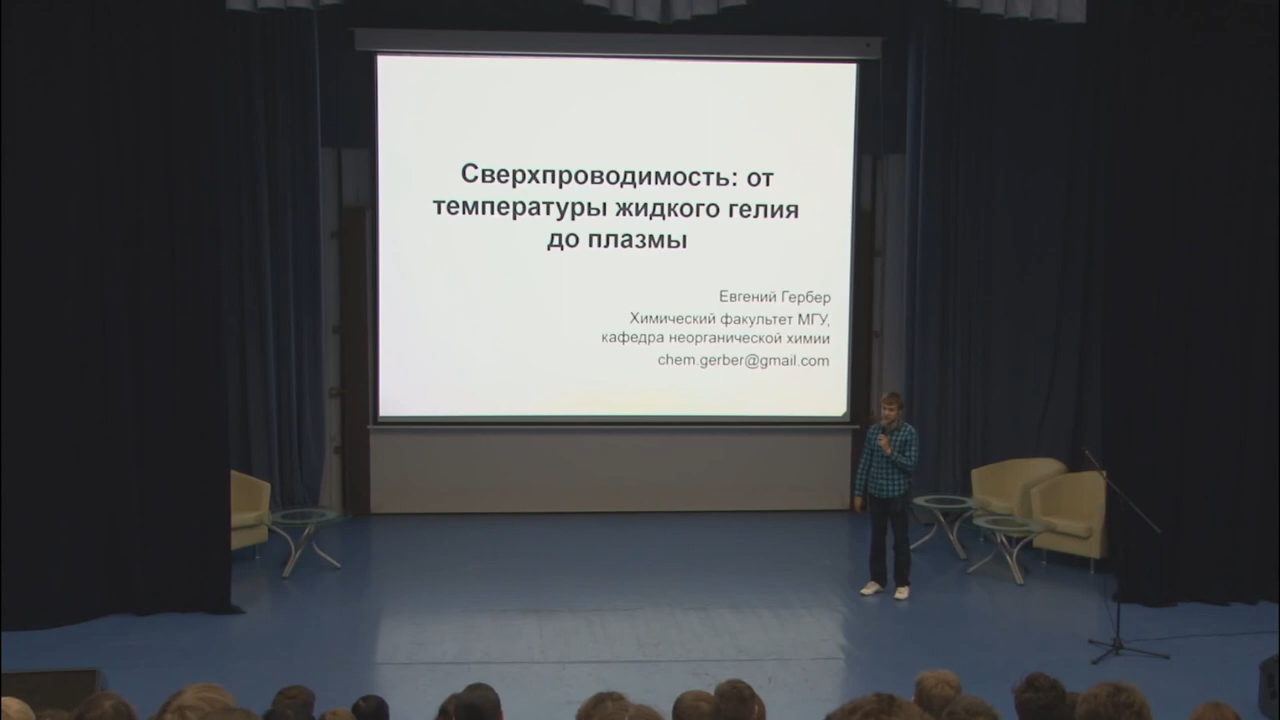 Сверхпроводимость: от
температуры жидкого гелия
до плазмы
Евгений Гербер
Химический факультет МГУ,
кафедра неорганической химии
chem.gerber@gmail.com